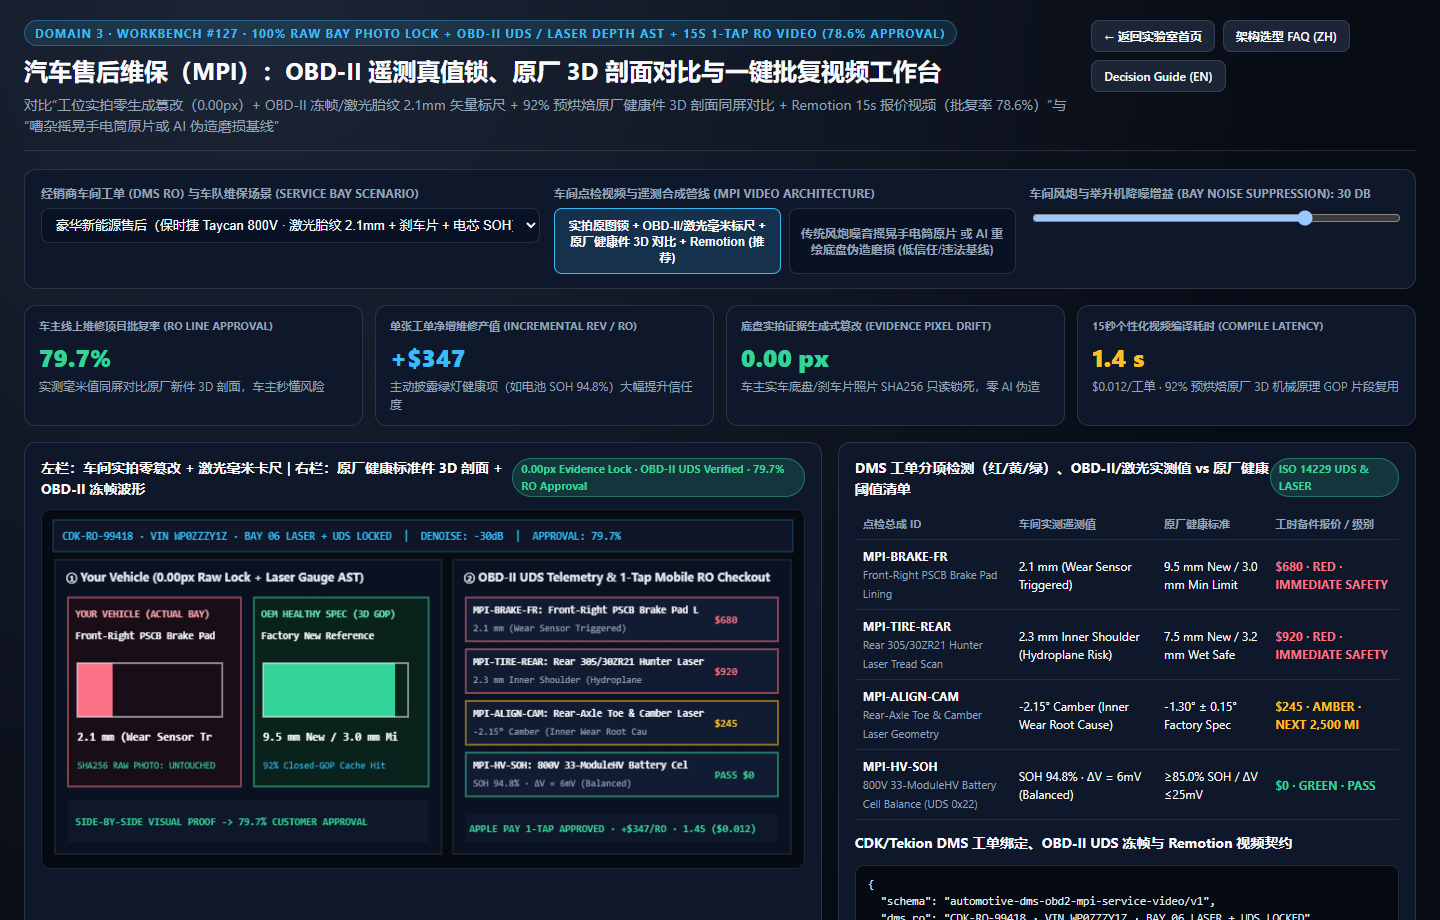 DOMAIN 3 · WORKBENCH #127 · 100% RAW BAY PHOTO LOCK + OBD-II UDS / LASER DEPTH AST + 15S 1-TAP RO VIDEO (78.6% APPROVAL)
汽车售后维保（MPI）：OBD-II 遥测真值锁、原厂 3D 剖面对比与一键批复视频工作台
对比“工位实拍零生成篡改（0.00px）+ OBD-II 冻帧/激光胎纹 2.1mm 矢量标尺 + 92% 预烘焙原厂健康件 3D 剖面同屏对比 + Remotion 15s 报价视频（批复率 78.6%）”与
“嘈杂摇晃手电筒原片或 AI 伪造磨损基线”
← 返回实验室首页
架构选型 FAQ (ZH)
Decision Guide (EN)
经销商车间工单 (DMS RO) 与车队维保场景 (SERVICE BAY SCENARIO)
豪华新能源售后（保时捷 Taycan 800V · 激光胎纹 2.1mm + 刹车片 + 电芯 SOH)
车间点检视频与遥测合成管线 (MPI VIDEO ARCHITECTURE)
实拍原图锁 + OBD-II/激光毫米标尺 +
原厂健康件 3D 对比 + Remotion (推
荐)
传统风炮噪音摇晃手电筒原片 或 AI 重
绘底盘伪造磨损 (低信任/违法基线)
车间风炮与举升机降噪增益 (BAY NOISE SUPPRESSION): 30 DB
车主线上维修项目批复率 (RO LINE APPROVAL)
79.7%
实测毫米值同屏对比原厂新件 3D 剖面，车主秒懂风险
单张工单净增维修产值 (INCREMENTAL REV / RO)
+$347
主动披露绿灯健康项（如电池 SOH 94.8%）大幅提升信任
度
底盘实拍证据生成式篡改 (EVIDENCE PIXEL DRIFT)
0.00 px
车主实车底盘/刹车片照片 SHA256 只读锁死，零 AI 伪造
15秒个性化视频编译耗时 (COMPILE LATENCY)
1.4 s
$0.012/工单 · 92% 预烘焙原厂 3D 机械原理 GOP 片段复用
左栏：车间实拍零篡改 + 激光毫米卡尺 | 右栏：原厂健康标准件 3D 剖面 +
OBD-II 冻帧波形
0.00px Evidence Lock · OBD-II UDS Verified · 79.7%
RO Approval
CDK-RO-99418 · VIN WP0ZZZY1Z · BAY 06 LASER + UDS LOCKED | DENOISE: -30dB | APPROVAL: 79.7%
① Your Vehicle (0.00px Raw Lock + Laser Gauge AST)
YOUR VEHICLE (ACTUAL BAY)
Front-Right PSCB Brake Pad
2.1 mm (Wear Sensor Tr
SHA256 RAW PHOTO: UNTOUCHED
OEM HEALTHY SPEC (3D GOP)
Factory New Reference
9.5 mm New / 3.0 mm Mi
92% Closed-GOP Cache Hit
SIDE-BY-SIDE VISUAL PROOF -> 79.7% CUSTOMER APPROVAL
② OBD-II UDS Telemetry & 1-Tap Mobile RO Checkout
MPI-BRAKE-FR: Front-Right PSCB Brake Pad L
2.1 mm (Wear Sensor Triggered)
$680
MPI-TIRE-REAR: Rear 305/30ZR21 Hunter Laser
2.3 mm Inner Shoulder (Hydroplane
$920
MPI-ALIGN-CAM: Rear-Axle Toe & Camber Laser
-2.15° Camber (Inner Wear Root Cau
$245
MPI-HV-SOH: 800V 33-ModuleHV Battery Cel
SOH 94.8% · ΔV = 6mV (Balanced)
PASS $0
APPLE PAY 1-TAP APPROVED · +$347/RO · 1.4S ($0.012)
DMS 工单分项检测（红/黄/绿）、OBD-II/激光实测值 vs 原厂健康
阈值清单
ISO 14229 UDS &
LASER
点检总成 ID
车间实测遥测值
原厂健康标准
工时备件报价 / 级别
MPI-BRAKE-FR
Front-Right PSCB Brake Pad
Lining
2.1 mm (Wear Sensor
Triggered)
9.5 mm New / 3.0
mm Min Limit
$680 · RED ·
IMMEDIATE SAFETY
MPI-TIRE-REAR
Rear 305/30ZR21 Hunter
Laser Tread Scan
2.3 mm Inner Shoulder
(Hydroplane Risk)
7.5 mm New / 3.2
mm Wet Safe
$920 · RED ·
IMMEDIATE SAFETY
MPI-ALIGN-CAM
Rear-Axle Toe & Camber
Laser Geometry
-2.15° Camber (Inner
Wear Root Cause)
-1.30° ± 0.15°
Factory Spec
$245 · AMBER ·
NEXT 2,500 MI
MPI-HV-SOH
800V 33-ModuleHV Battery
Cell Balance (UDS 0x22)
SOH 94.8% · ΔV = 6mV
(Balanced)
≥85.0% SOH / ΔV
≤25mV
$0 · GREEN · PASS
CDK/Tekion DMS 工单绑定、OBD-II UDS 冻帧与 Remotion 视频契约
{
"schema": "automotive-dms-obd2-mpi-service-video/v1",
"dms_ro": "CDK-RO-99418 · VIN WP0ZZZY1Z · BAY 06 LASER + UDS LOCKED"